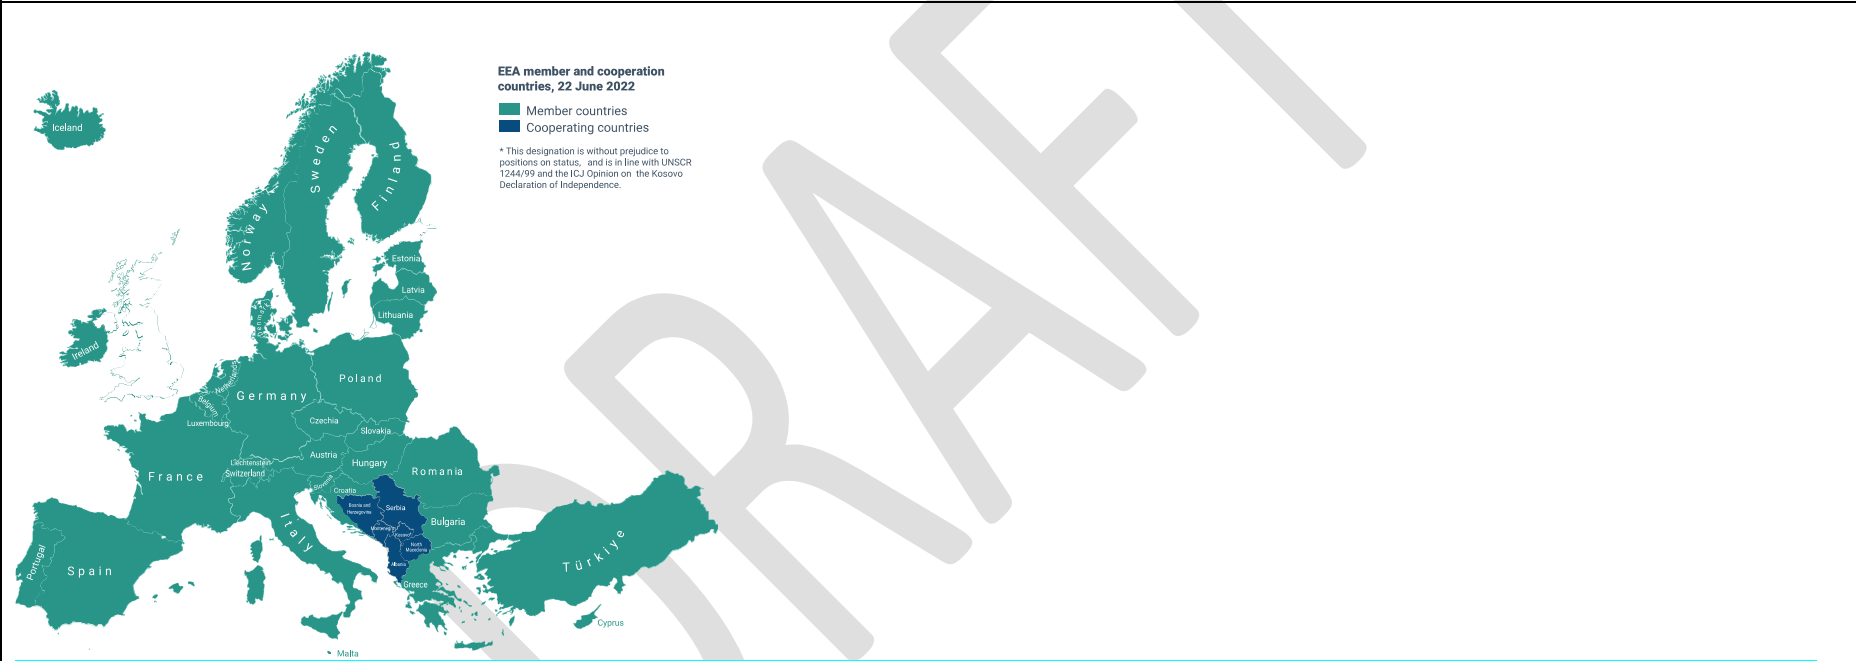 EEA member and cooperation
countries, 22 June 2022
Member countries
Cooperating countries
* This designation is without prejudice to
positions on status, and is in line with UNSCR
1244/99 and the ICJ Opinion on the Kosovo
Declaration of Independence.
Iceland
Sweden
Finland
Norway
Estonia
Latvia
Denmark
Lithuania
Ireland
Netherlands
Poland
Germany
Belgium
Luxembourg
Czechia
Slovakia
Austria
Liechtenstein
Switzerland
Hungary
Romania
France
Slovenia
Croatia
Bosnia and
Herzegovina
Serbia
Italy
Montenegro
Kosovo*
Bulgaria
North
Macedonia
Albania
Portugal
Spain
Greece
Türkiye
Cyprus
Malta
DRAFT